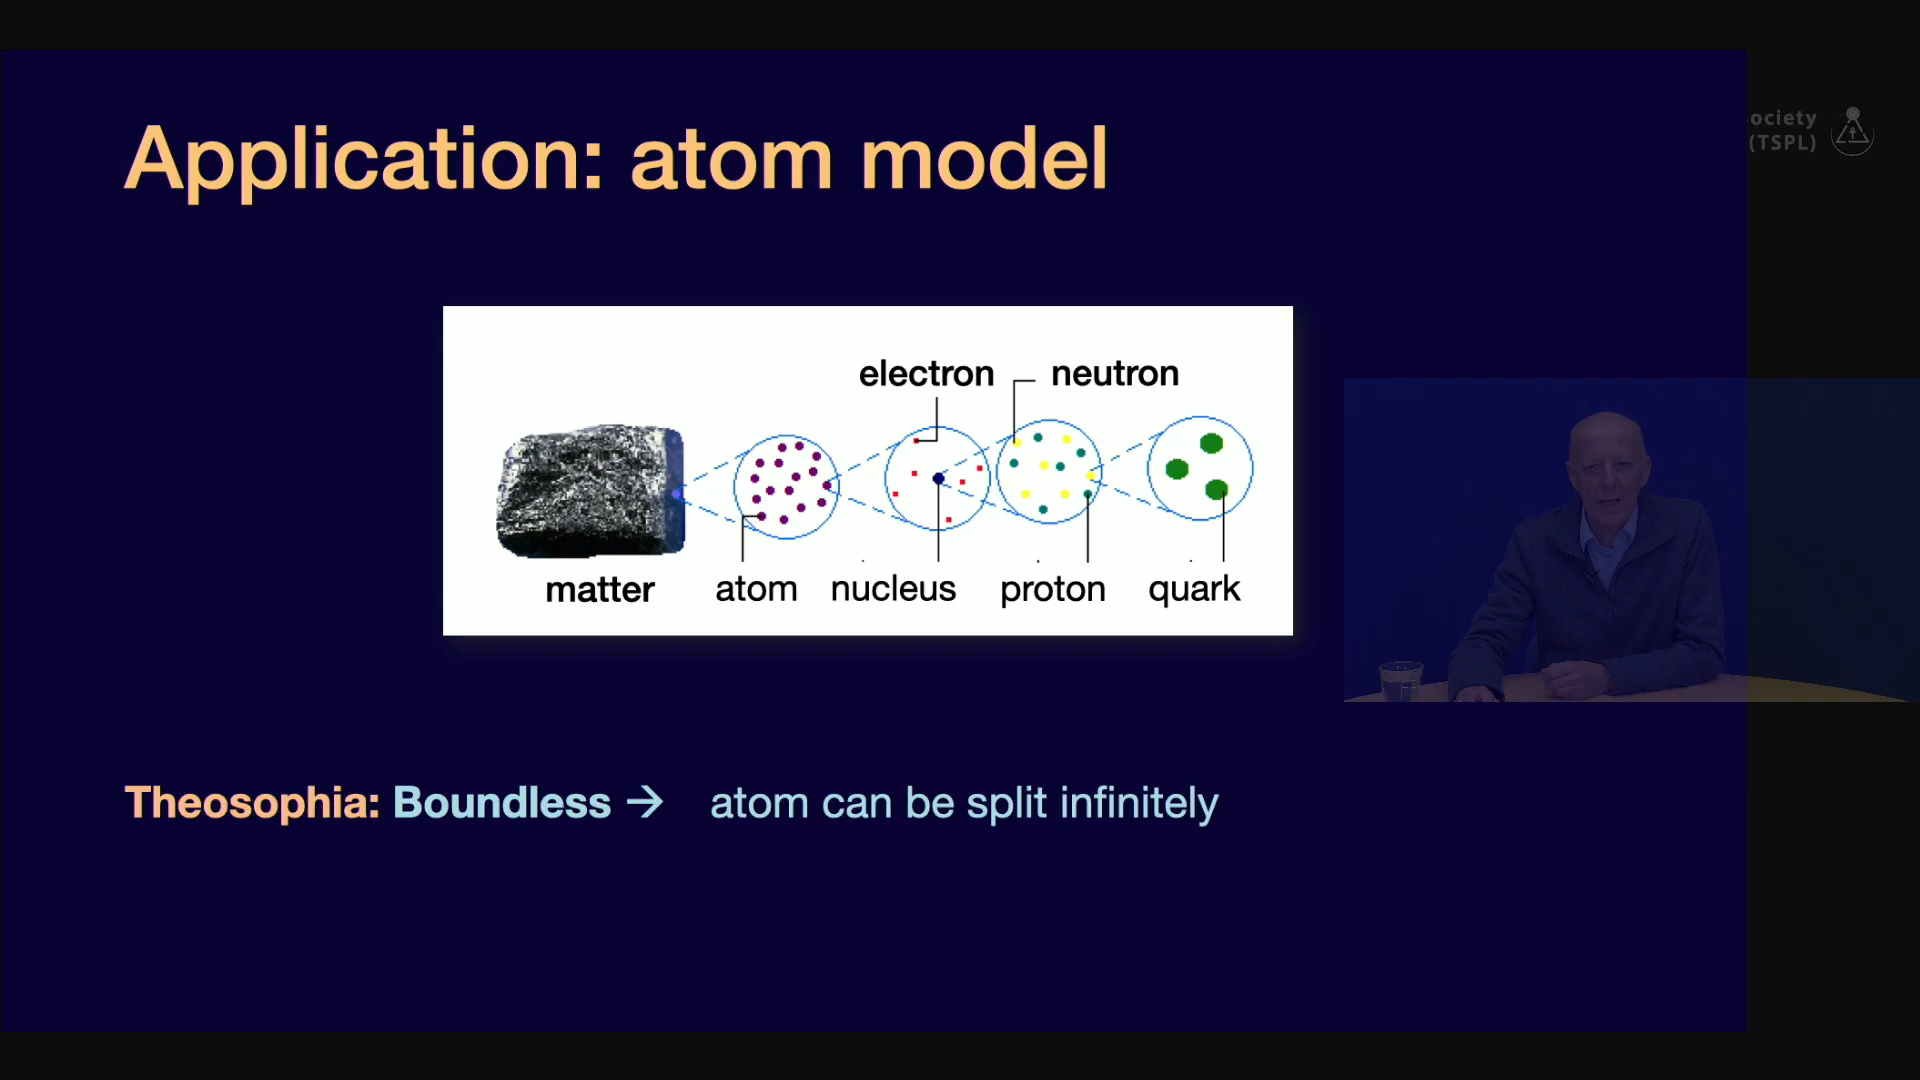 Application: atom model
ociety
(TSPL)
electron neutron
matter atom nucleus proton quark
Theosophia: Boundless → atom can be split infinitely